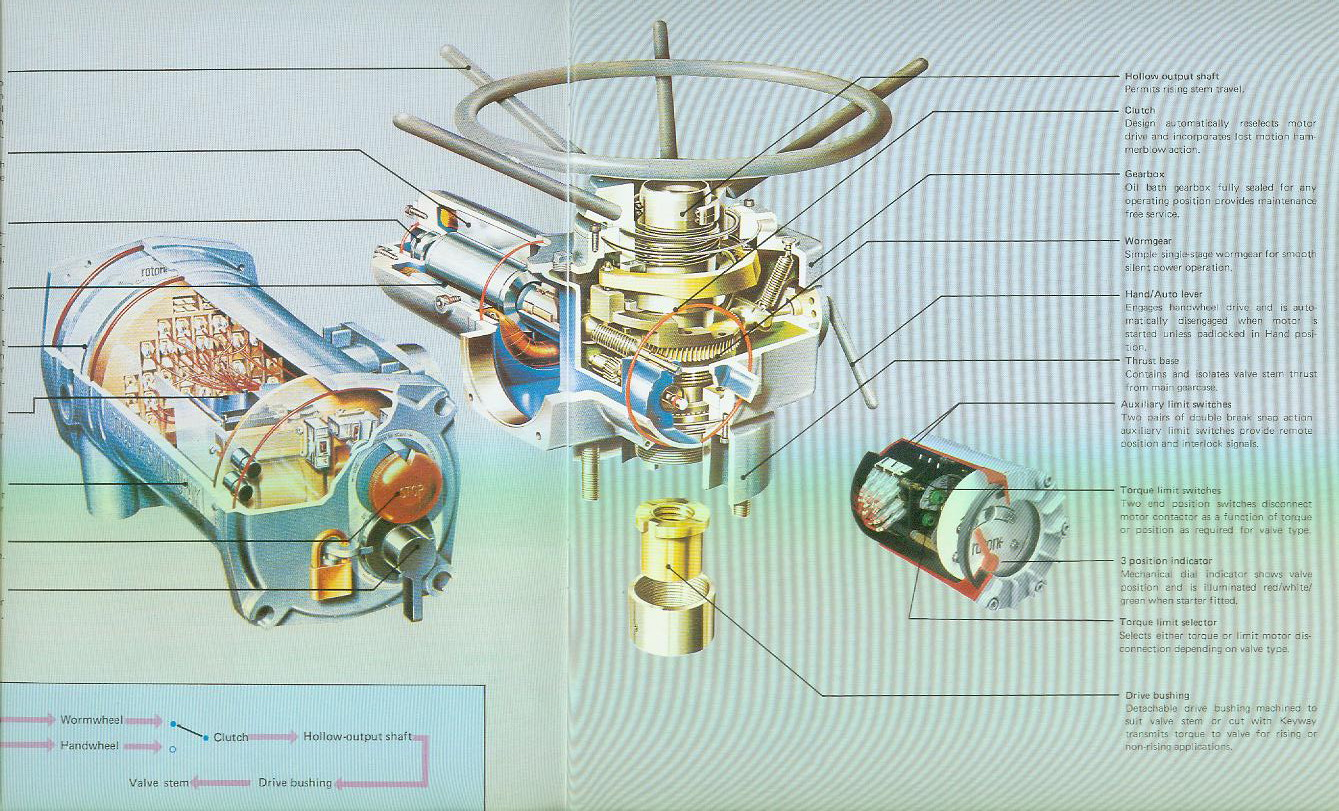 Hollow output shaft
Permits rising stem travel.
Clutch
Design automatically reselects motor
drive and incorporates lost motion ham-
merblow action.
Gearbox
Oil bath gearbox fully sealed for any
operating position provides maintenance
free service.
Wormgear
Simple single-stage wormgear for smooth
silent power operation.
Hand/Auto lever
Engages handwheel drive and is auto-
matically disengaged when motor is
started unless padlocked in Hand posi-
tion.
Thrust base
Contains and isolates valve stem thrust
from main gearcase.
Auxiliary limit switches
Two pairs of double break snap action
auxiliary limit switches provide remote
position and interlock signals.
Torque limit switches
Two end position switches disconnect
motor contactor as a function of torque
or position as required for valve type.
3 position indicator
Mechanical dial indicator shows valve
position and is illuminated red/white/
green when starter fitted.
Torque limit selector
Selects either torque or limit motor dis-
connection depending on valve type.
Drive bushing
Detachable drive bushing machined to
suit valve stem or cut with Keyway
transmits torque to valve for rising or
non-rising applications.
rotork
STOP
rotork
Wormwheel
Handwheel
Clutch
Hollow-output shaft
Valve stem
Drive bushing